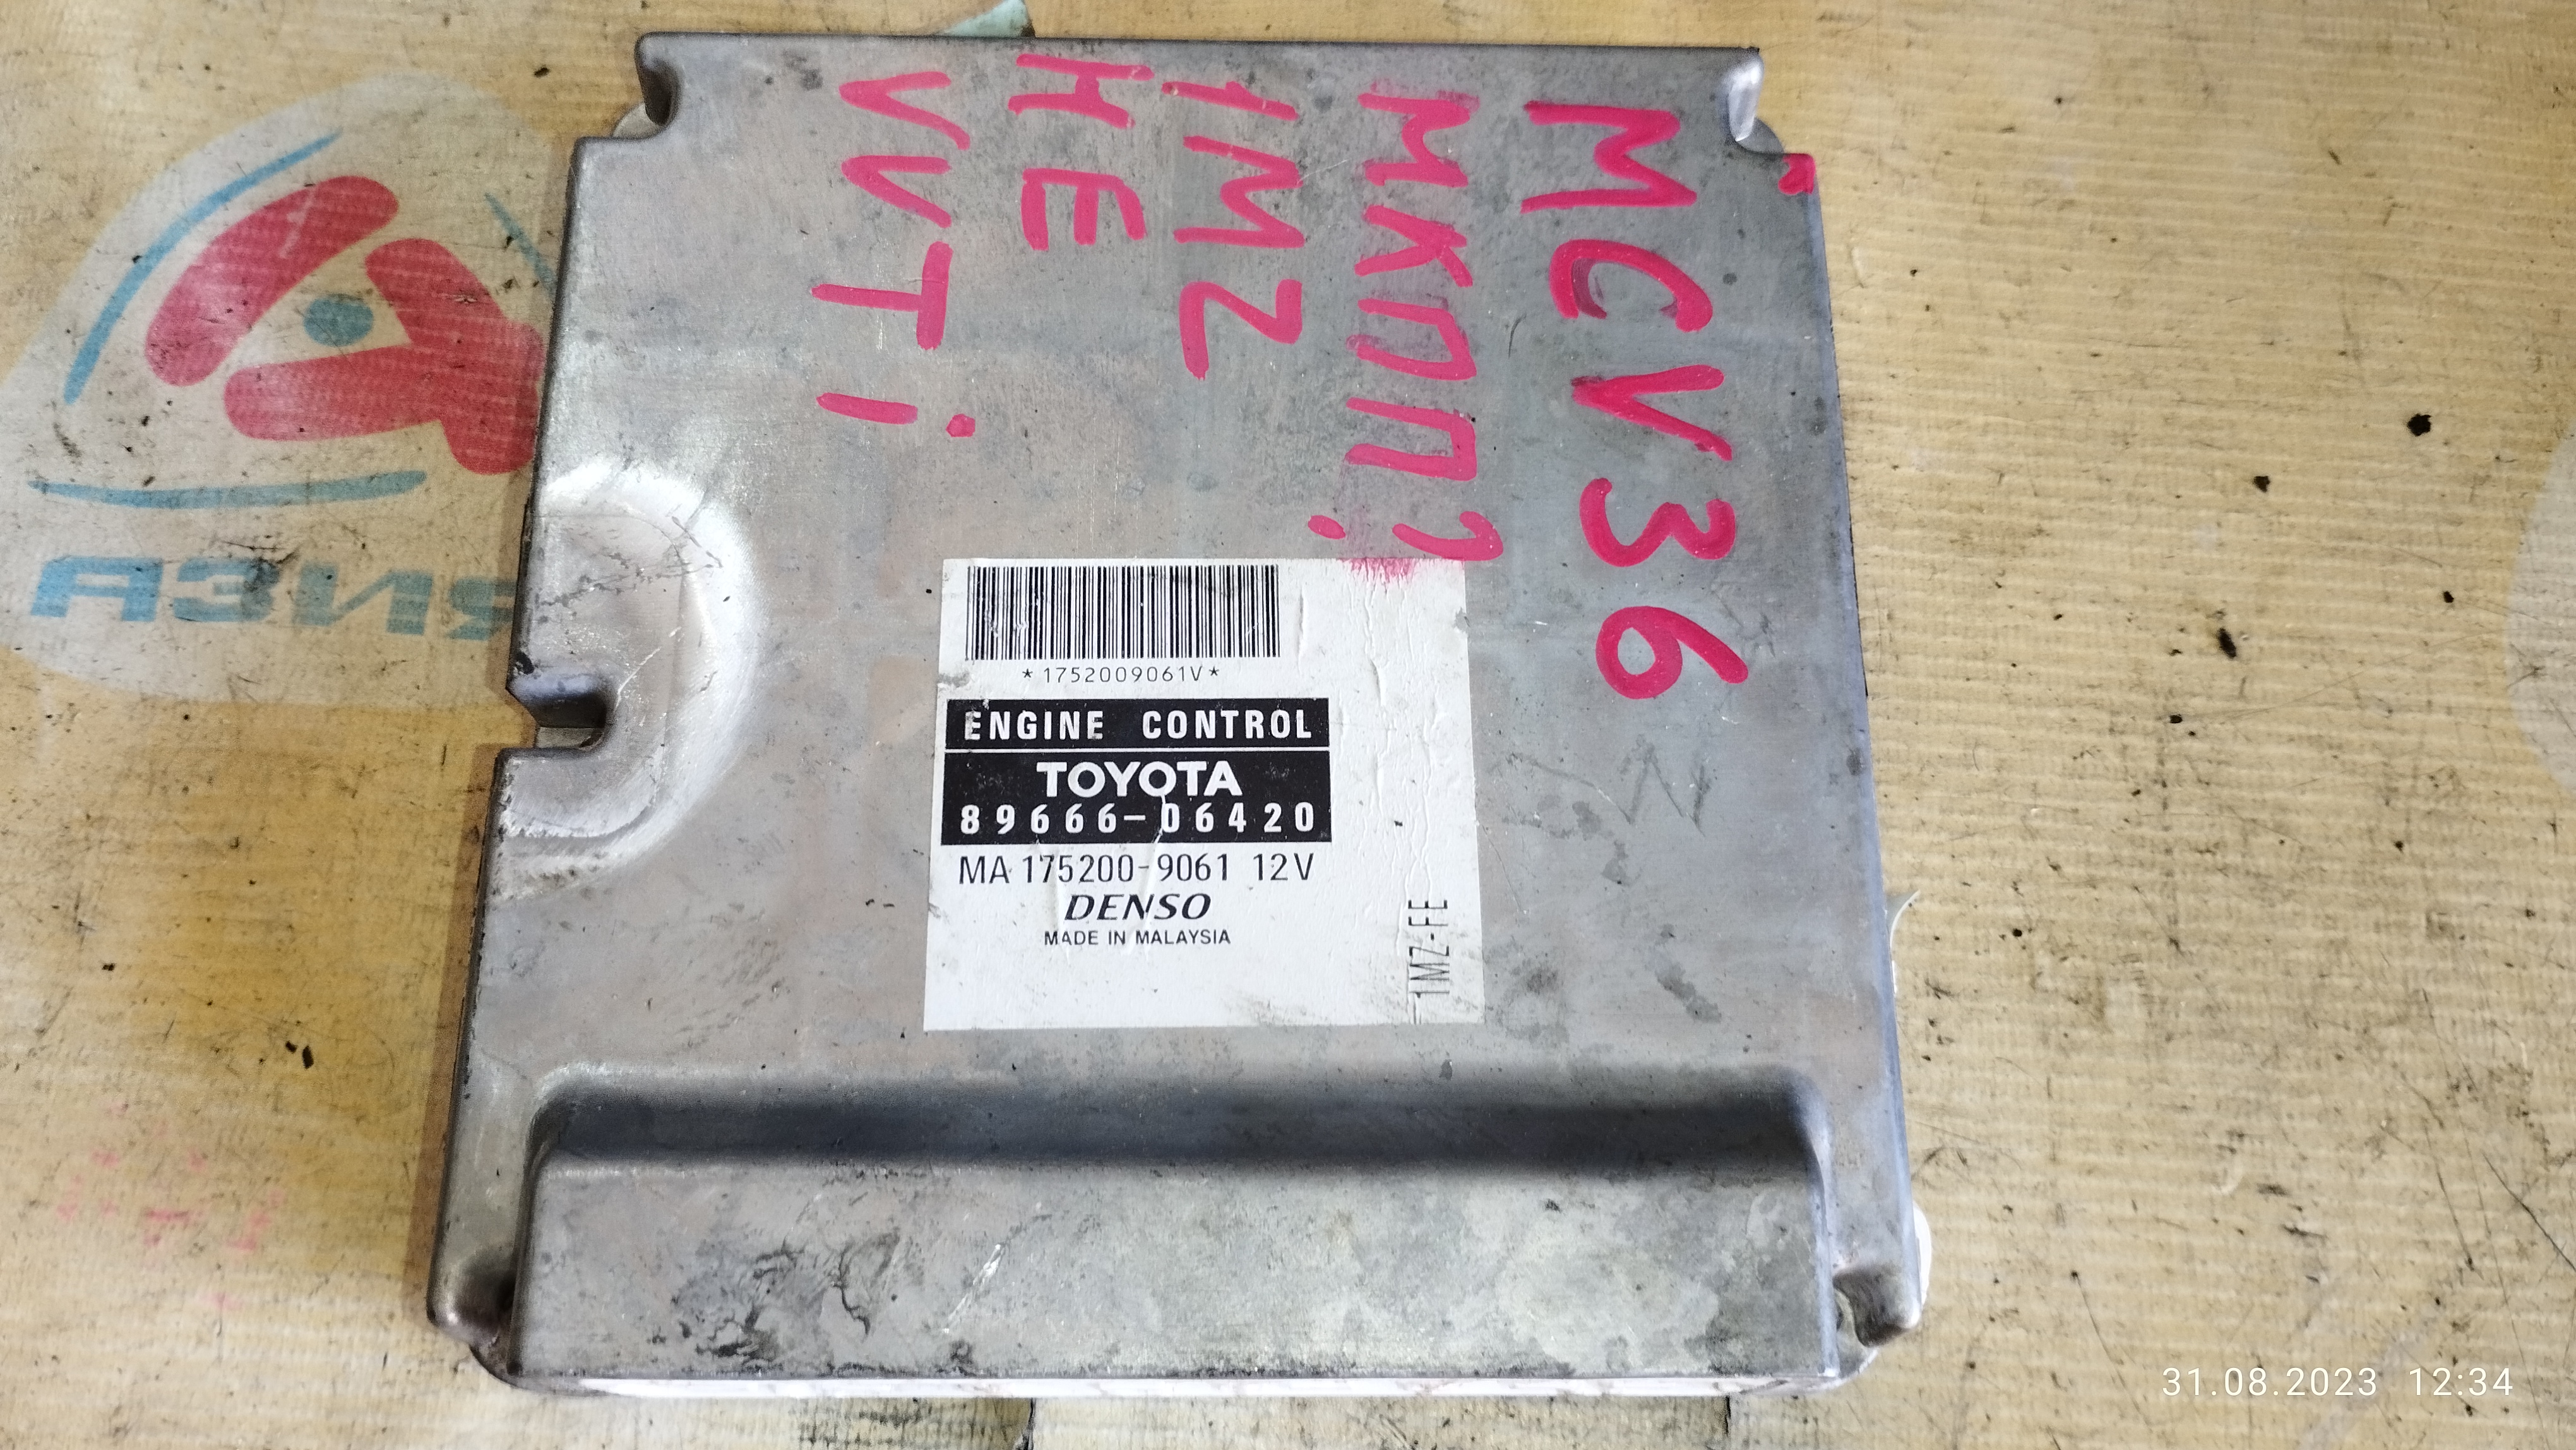 MCV36
МКПП?
1MZ
НЕ
VVTi
*1752009061V*
ENGINE CONTROL
TOYOTA
89666-06420
MA 175200-9061 12V
DENSO
MADE IN MALAYSIA
1MZ-FE
АЗИЯ
31.08.2023 12:34